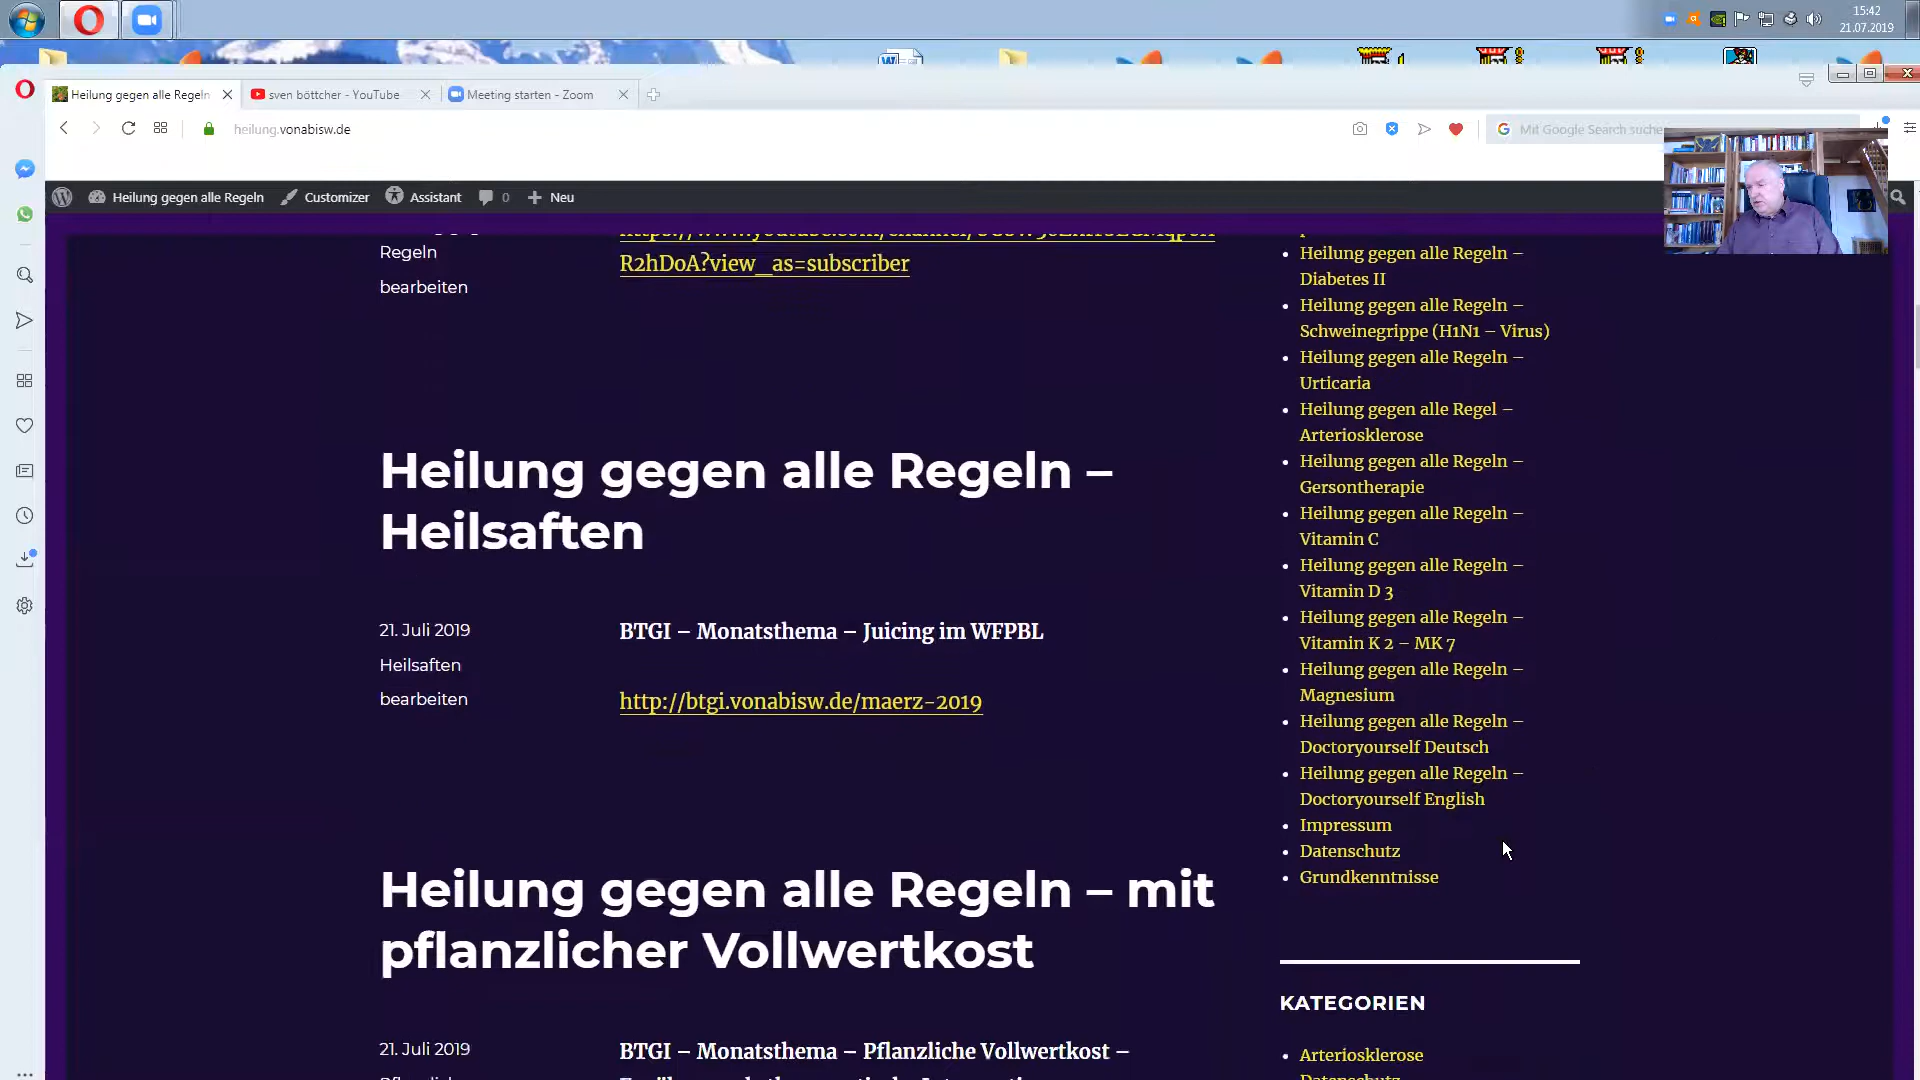 15:42
21.07.2019
Heilung gegen alle Regeln
sven böttcher - YouTube
Meeting starten - Zoom
heilung.vonabisw.de
Mit Google Search suche
Heilung gegen alle Regeln
Customizer
Assistant
0
Neu
Regeln
bearbeiten
R2hDoA?view_as=subscriber
Heilung gegen alle Regeln –
Heilsaften
21. Juli 2019
Heilsaften
bearbeiten
BTGI – Monatsthema – Juicing im WFPBL
http://btgi.vonabisw.de/maerz-2019
Heilung gegen alle Regeln – mit
pflanzlicher Vollwertkost
21. Juli 2019
BTGI – Monatsthema – Pflanzliche Vollwertkost –
Heilung gegen alle Regeln –
Diabetes II
Heilung gegen alle Regeln –
Schweinegrippe (H1N1 – Virus)
Heilung gegen alle Regeln –
Urticaria
Heilung gegen alle Regel –
Arteriosklerose
Heilung gegen alle Regeln –
Gersontherapie
Heilung gegen alle Regeln –
Vitamin C
Heilung gegen alle Regeln –
Vitamin D 3
Heilung gegen alle Regeln –
Vitamin K 2 – MK 7
Heilung gegen alle Regeln –
Magnesium
Heilung gegen alle Regeln –
Doctoryourself Deutsch
Heilung gegen alle Regeln –
Doctoryourself English
Impressum
Datenschutz
Grundkenntnisse
KATEGORIEN
Arteriosklerose